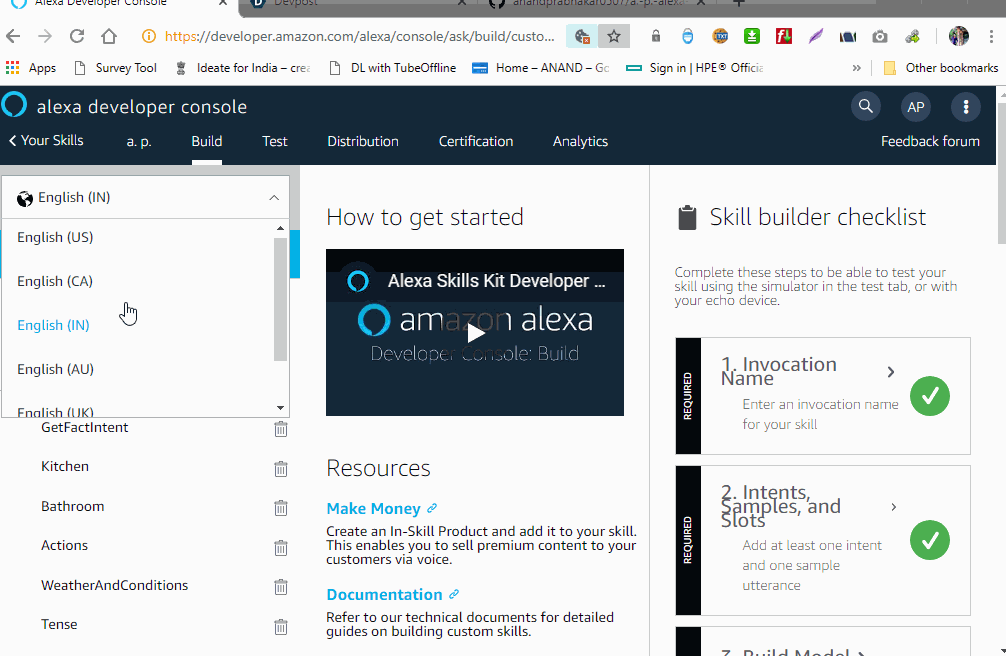 Alexa Developer Console
Devpost
https://developer.amazon.com/alexa/console/ask/build/custo...
Apps
Survey Tool
Ideate for India – cre
DL with TubeOffline
Home – ANAND – Go
Sign in | HPE® Offici
»
Other bookmarks
alexa developer console
AP
Your Skills
a. p.
Build
Test
Distribution
Certification
Analytics
Feedback forum
English (IN)
English (US)
English (CA)
English (IN)
English (AU)
English (UK)
GetFactIntent
Kitchen
Bathroom
Actions
WeatherAndConditions
Tense
How to get started
Alexa Skills Kit Developer ...
amazon alexa
Developer Console: Build
Resources
Make Money
Create an In-Skill Product and add it to your skill.
This enables you to sell premium content to your
customers via voice.
Documentation
Refer to our technical documents for detailed
guides on building custom skills.
Skill builder checklist
Complete these steps to be able to test your
skill using the simulator in the test tab, or with
your echo device.
REQUIRED
1. Invocation
Name
Enter an invocation name
for your skill
REQUIRED
2. Intents,
Samples, and
Slots
Add at least one intent
and one sample
utterance
3. Build Model